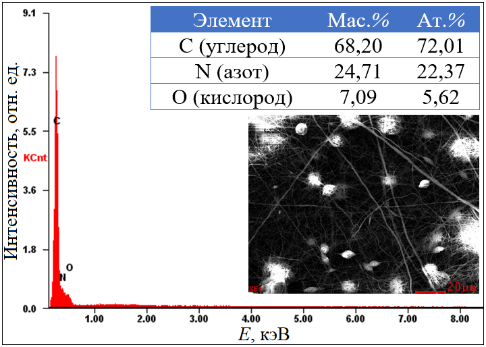 9.1
7.3
5.5
3.6
1.8
0.0
Интенсивность, отн. ед.
KCnt
C
N
O
Элемент Мас.% Ат.%
C (углерод) 68,20 72,01
N (азот) 24,71 22,37
O (кислород) 7,09 5,62
20
1.00 2.00 3.00 4.00 5.00 6.00 7.00 8.00
E, кэВ